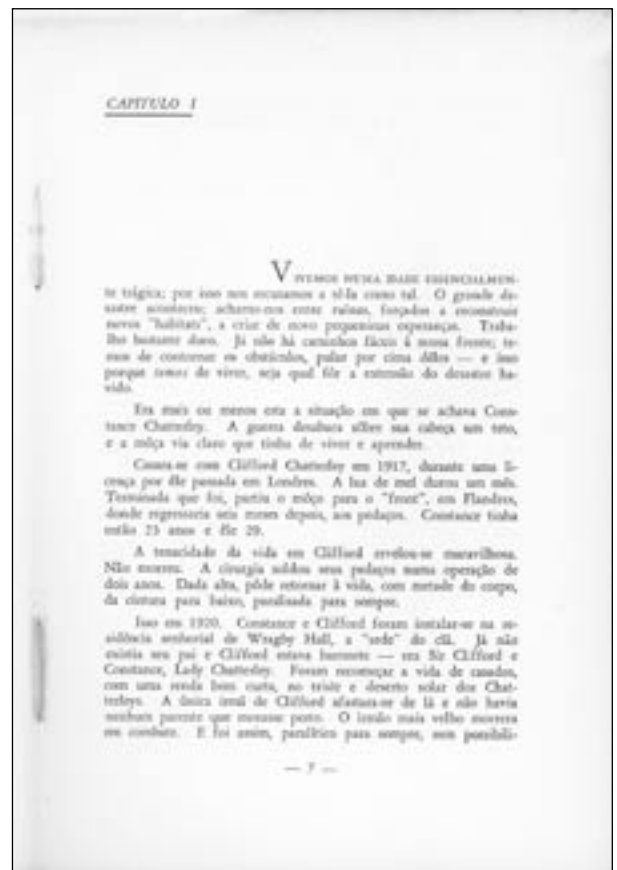 CAPITULO I
VIVEMOS NUMA IDADE ESSENCIALMEN-
te trágica; por isso nos recusamos a tê-la como tal. O grande de-
sastre aconteceu; achamo-nos entre ruínas, forçados a reconstruir
novos "habitats", a criar de novo pequeninas esperanças. Traba-
lho bastante duro. Já não há caminhos fáceis à nossa frente; te-
mos de contornar os obstáculos, pular por cima dêles — e isso
porque temos de viver, seja qual fôr a extensão do desastre ha-
vido.
Era mais ou menos esta a situação em que se achava Cons-
tance Chatterley. A guerra desabara sôbre sua cabeça um teto,
e a môça via claro que tinha de viver e aprender.
Casara-se com Clifford Chatterley em 1917, durante uma li-
cença por êle passada em Londres. A lua de mel durou um mês.
Terminada que foi, partiu o môço para o "front", em Flandres,
donde regressaria seis meses depois, aos pedaços. Constance tinha
então 23 anos e êle 29.
A tenacidade da vida em Clifford revelou-se maravilhosa.
Não morreu. A cirurgia soldou seus pedaços numa operação de
dois anos. Dada alta, pôde retornar à vida, com metade do corpo,
da cintura para baixo, paralisada para sempre.
Isso em 1920. Constance e Clifford foram instalar-se na re-
sidência senhorial de Wragby Hall, a "sede" do clã. Já não
existia seu pai e Clifford estava baronete — era Sir Clifford e
Constance, Lady Chatterley. Foram recomeçar a vida de casados,
com uma renda bem curta, no triste e deserto solar dos Chat-
terleys. A única irmã de Clifford afastara-se de lá e não havia
nenhum parente que morasse perto. O irmão mais velho morrera
em combate. E foi assim, paralítico para sempre, sem possibili-
— 7 —